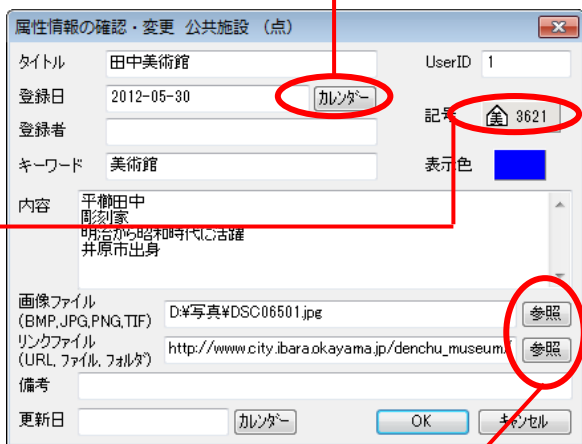 属性情報の確認・変更 公共施設 （点）
タイトル 田中美術館 UserID 1
登録日 2012-05-30 カレンダー
記号 美 3621
登録者
キーワード 美術館 表示色
内容 平櫛田中
彫刻家
明治から昭和時代に活躍
井原市出身
画像ファイル
(BMP,JPG,PNG,TIF) D:¥写真¥DSC06501.jpg 参照
リンクファイル
(URL, ファイル, フォルダ) http://www.city.ibara.okayama.jp/denchu_museum/ 参照
備考
更新日 カレンダー OK キャンセル